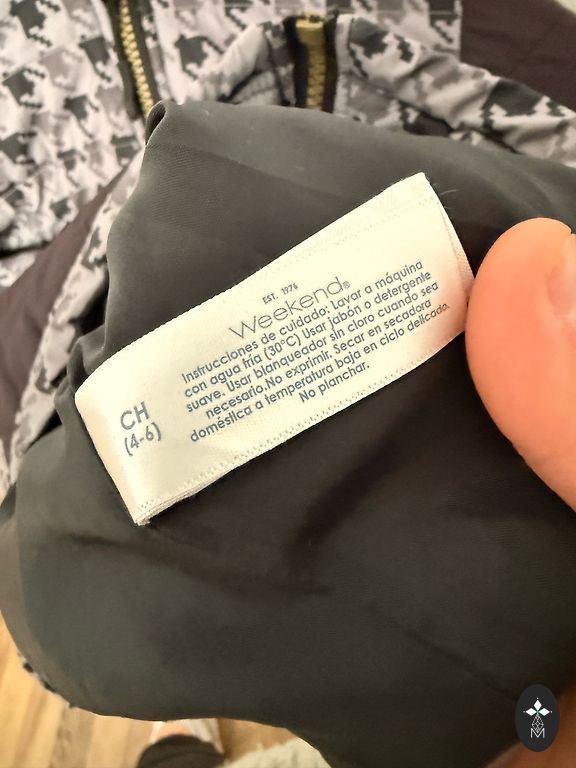 EST. 1976
Weekend®
Instrucciones de cuidado: Lavar a máquina
con agua fría (30°C) Usar jabón o detergente
suave. Usar blanqueador sin cloro cuando sea
necesario.No exprimir. Secar en secadora
doméstica a temperatura baja en ciclo delicado.
No planchar.
CH
(4-6)
M